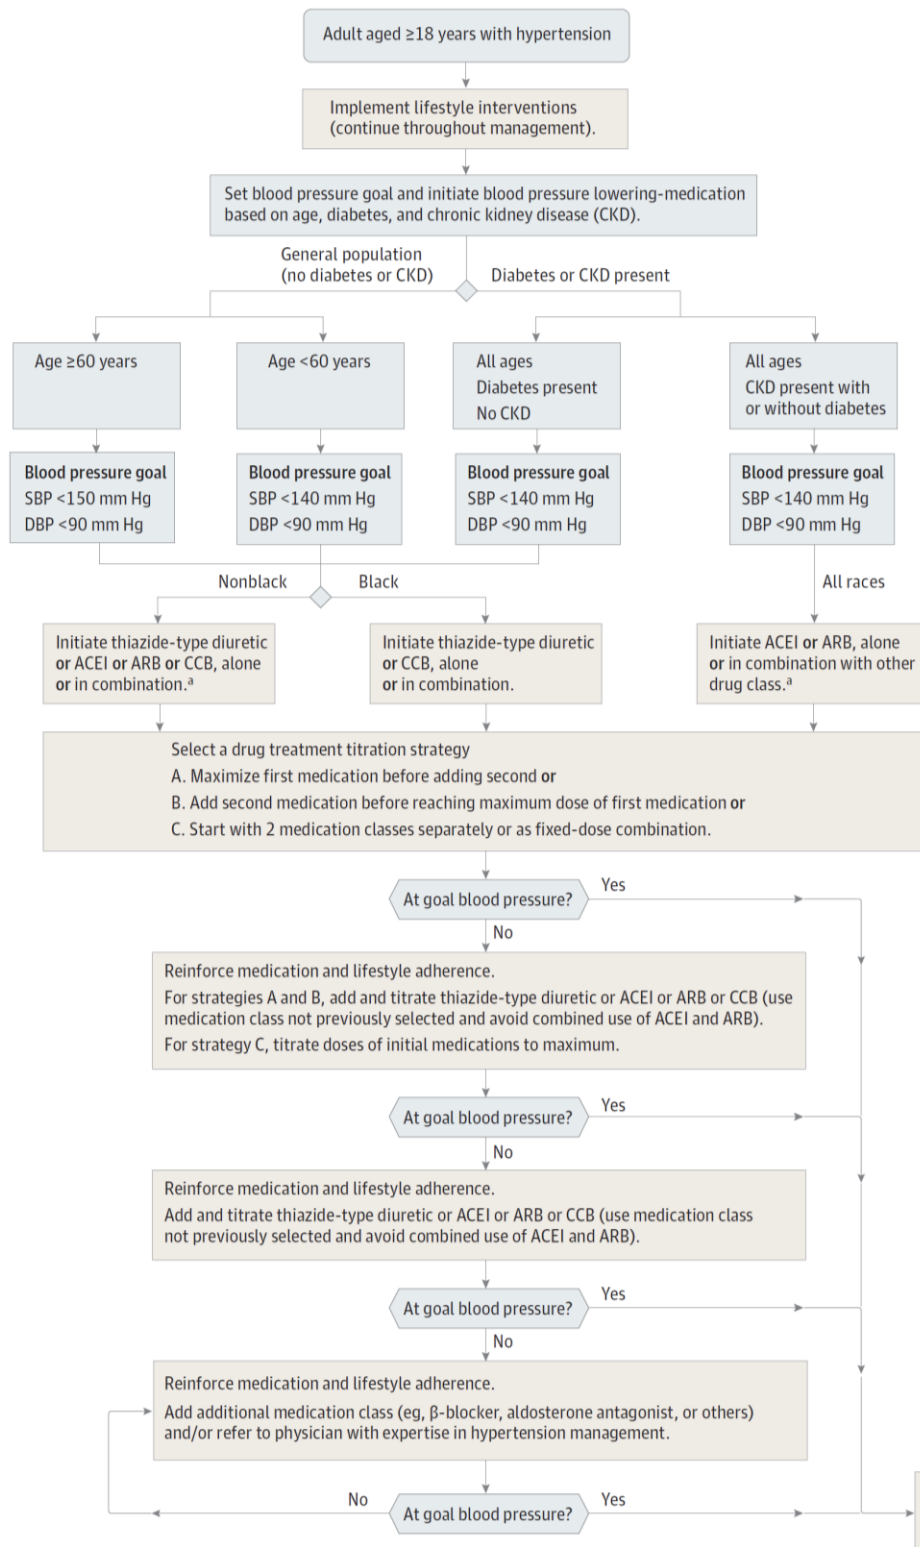 Adult aged ≥18 years with hypertension
Implement lifestyle interventions
(continue throughout management).
Set blood pressure goal and initiate blood pressure lowering-medication
based on age, diabetes, and chronic kidney disease (CKD).
General population
(no diabetes or CKD)
Diabetes or CKD present
Age ≥60 years
Age <60 years
All ages
Diabetes present
No CKD
All ages
CKD present with
or without diabetes
Blood pressure goal
SBP <150 mm Hg
DBP <90 mm Hg
Blood pressure goal
SBP <140 mm Hg
DBP <90 mm Hg
Blood pressure goal
SBP <140 mm Hg
DBP <90 mm Hg
Blood pressure goal
SBP <140 mm Hg
DBP <90 mm Hg
Nonblack
Black
All races
Initiate thiazide-type diuretic
or ACEI or ARB or CCB, alone
or in combination.ᵃ
Initiate thiazide-type diuretic
or CCB, alone
or in combination.
Initiate ACEI or ARB, alone
or in combination with other
drug class.ᵃ
Select a drug treatment titration strategy
A. Maximize first medication before adding second or
B. Add second medication before reaching maximum dose of first medication or
C. Start with 2 medication classes separately or as fixed-dose combination.
At goal blood pressure?
Yes
No
Reinforce medication and lifestyle adherence.
For strategies A and B, add and titrate thiazide-type diuretic or ACEI or ARB or CCB (use
medication class not previously selected and avoid combined use of ACEI and ARB).
For strategy C, titrate doses of initial medications to maximum.
At goal blood pressure?
Yes
No
Reinforce medication and lifestyle adherence.
Add and titrate thiazide-type diuretic or ACEI or ARB or CCB (use medication class
not previously selected and avoid combined use of ACEI and ARB).
At goal blood pressure?
Yes
No
Reinforce medication and lifestyle adherence.
Add additional medication class (eg, β-blocker, aldosterone antagonist, or others)
and/or refer to physician with expertise in hypertension management.
No
At goal blood pressure?
Yes